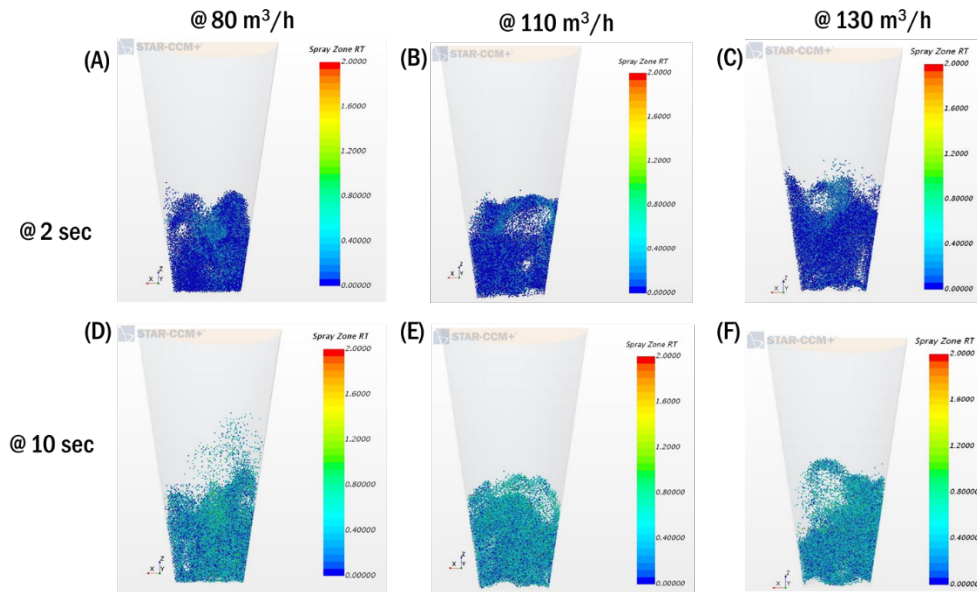 @ 80 m³/h
@ 110 m³/h
@ 130 m³/h
(A)
STAR-CCM+
Spray Zone RT
2.0000
1.6000
1.2000
0.80000
0.40000
0.00000
X Z Y
(B)
STAR-CCM+
Spray Zone RT
2.0000
1.6000
1.2000
0.80000
0.40000
0.00000
X Z Y
(C)
STAR-CCM+
Spray Zone RT
2.0000
1.6000
1.2000
0.80000
0.40000
0.00000
X Z Y
@ 2 sec
(D)
STAR-CCM+
Spray Zone RT
2.0000
1.6000
1.2000
0.80000
0.40000
0.00000
X Z Y
(E)
STAR-CCM+
Spray Zone RT
2.0000
1.6000
1.2000
0.80000
0.40000
0.00000
X Z Y
(F)
STAR-CCM+
Spray Zone RT
2.0000
1.6000
1.2000
0.80000
0.40000
0.00000
X Z Y
@ 10 sec